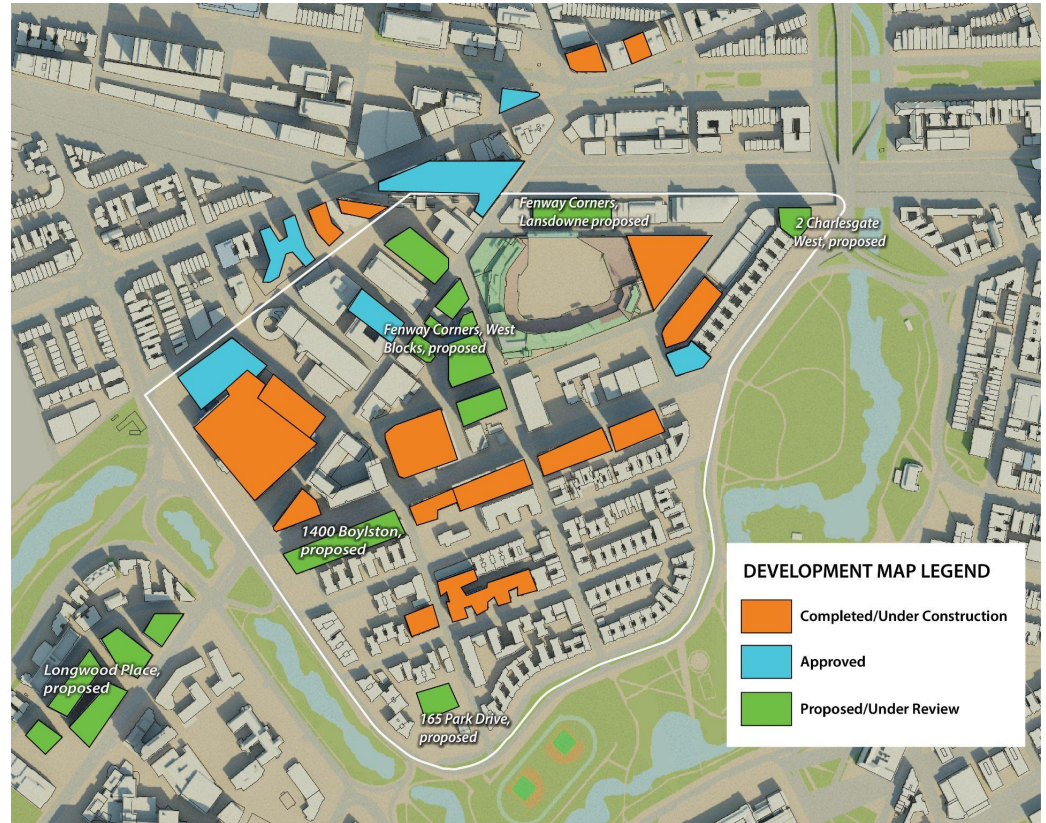 Fenway Corners,
Lansdowne proposed
2 Charlesgate
West, proposed
Fenway Corners, West
Blocks, proposed
1400 Boylston,
proposed
Longwood Place,
proposed
165 Park Drive,
proposed
DEVELOPMENT MAP LEGEND
Completed/Under Construction
Approved
Proposed/Under Review